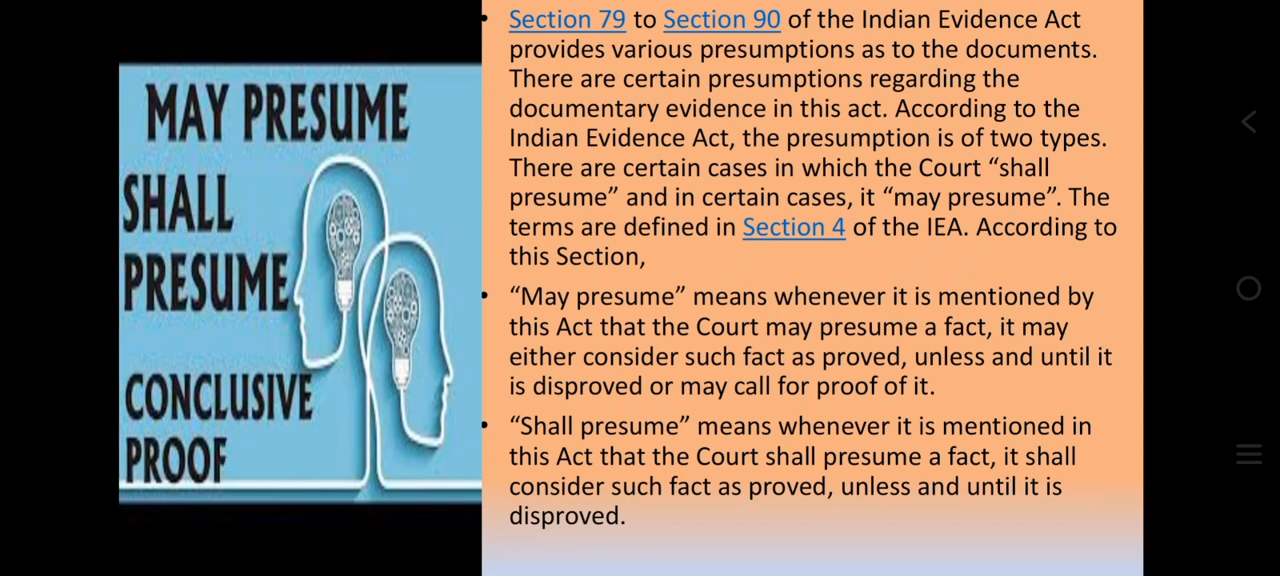 MAY PRESUME
SHALL
PRESUME
CONCLUSIVE
PROOF
• Section 79 to Section 90 of the Indian Evidence Act
provides various presumptions as to the documents.
There are certain presumptions regarding the
documentary evidence in this act. According to the
Indian Evidence Act, the presumption is of two types.
There are certain cases in which the Court “shall
presume” and in certain cases, it “may presume”. The
terms are defined in Section 4 of the IEA. According to
this Section,
• “May presume” means whenever it is mentioned by
this Act that the Court may presume a fact, it may
either consider such fact as proved, unless and until it
is disproved or may call for proof of it.
• “Shall presume” means whenever it is mentioned in
this Act that the Court shall presume a fact, it shall
consider such fact as proved, unless and until it is
disproved.